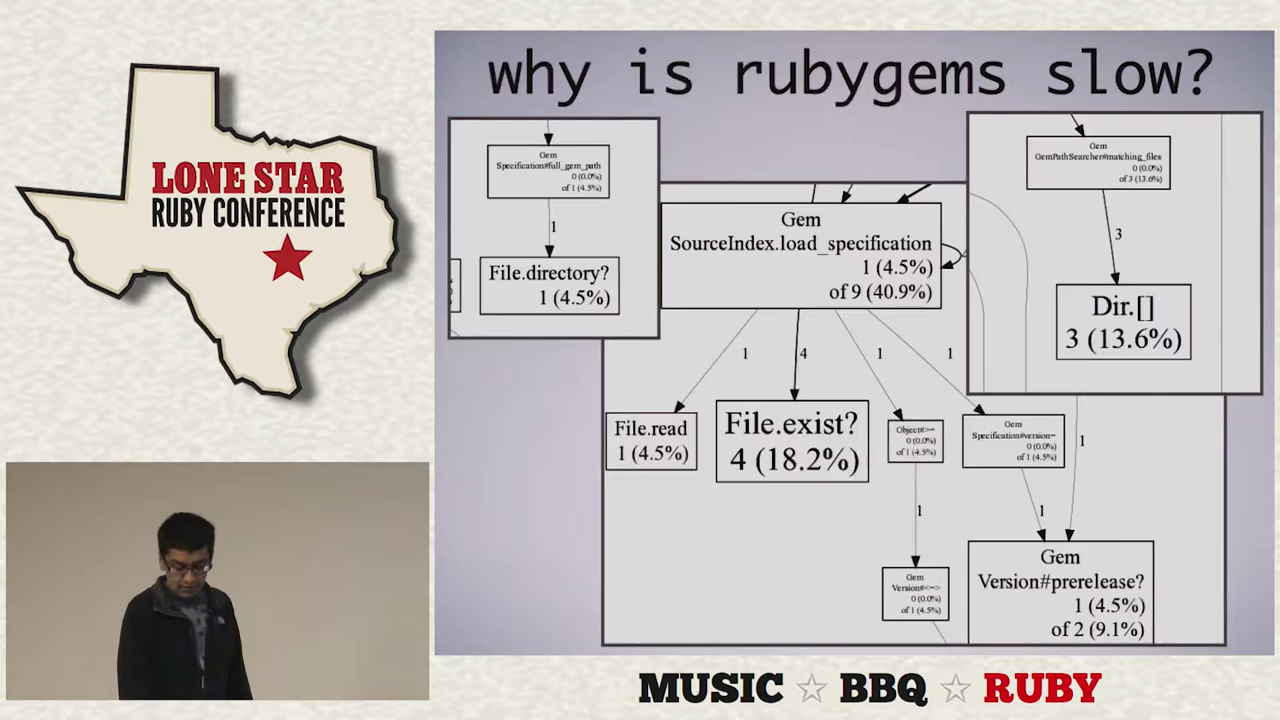 LONE STAR
RUBY CONFERENCE
why is rubygems slow?
Gem
Specification#full_gem_path
0 (0.0%)
of 1 (4.5%)
1
File.directory?
1 (4.5%)
Gem
SourceIndex.load_specification
1 (4.5%)
of 9 (40.9%)
Gem
GemPathSearcher#matching_files
0 (0.0%)
of 3 (13.6%)
3
Dir.[]
3 (13.6%)
1
4
1
1
File.read
1 (4.5%)
File.exist?
4 (18.2%)
Object#>=
0 (0.0%)
of 1 (4.5%)
Gem
Specification#version=
0 (0.0%)
of 1 (4.5%)
1
1
1
Gem
Version#<=>
0 (0.0%)
of 1 (4.5%)
Gem
Version#prerelease?
1 (4.5%)
of 2 (9.1%)
MUSIC ☆ BBQ ☆ RUBY